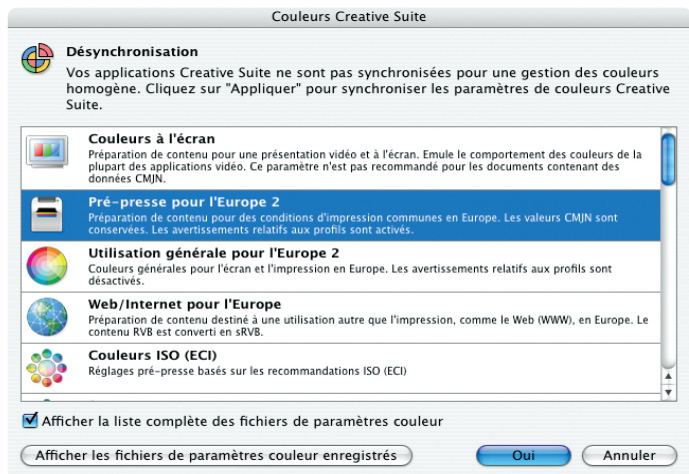 Couleurs Creative Suite
Désynchronisation
Vos applications Creative Suite ne sont pas synchronisées pour une gestion des couleurs
homogène. Cliquez sur "Appliquer" pour synchroniser les paramètres de couleurs Creative
Suite.
Couleurs à l'écran
Préparation de contenu pour une présentation vidéo et à l'écran. Emule le comportement des couleurs de la
plupart des applications vidéo. Ce paramètre n'est pas recommandé pour les documents contenant des
données CMJN.
Pré-presse pour l'Europe 2
Préparation de contenu pour des conditions d'impression communes en Europe. Les valeurs CMJN sont
conservées. Les avertissements relatifs aux profils sont activés.
Utilisation générale pour l'Europe 2
Couleurs générales pour l'écran et l'impression en Europe. Les avertissements relatifs aux profils sont
désactivés.
Web/Internet pour l'Europe
Préparation de contenu destiné à une utilisation autre que l'impression, comme le Web (WWW), en Europe. Le
contenu RVB est converti en sRVB.
Couleurs ISO (ECI)
Réglages pré-presse basés sur les recommandations ISO (ECI)
Afficher la liste complète des fichiers de paramètres couleur
Afficher les fichiers de paramètres couleur enregistrés
Oui
Annuler